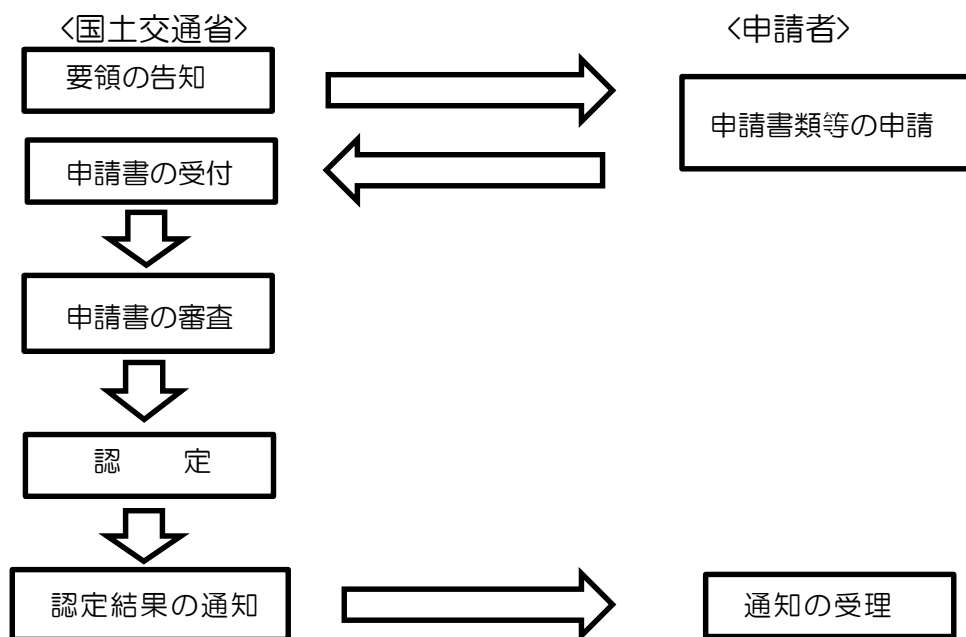 <国土交通省>
<申請者>
要領の告知
申請書類等の申請
申請書の受付
申請書の審査
認　　定
認定結果の通知
通知の受理